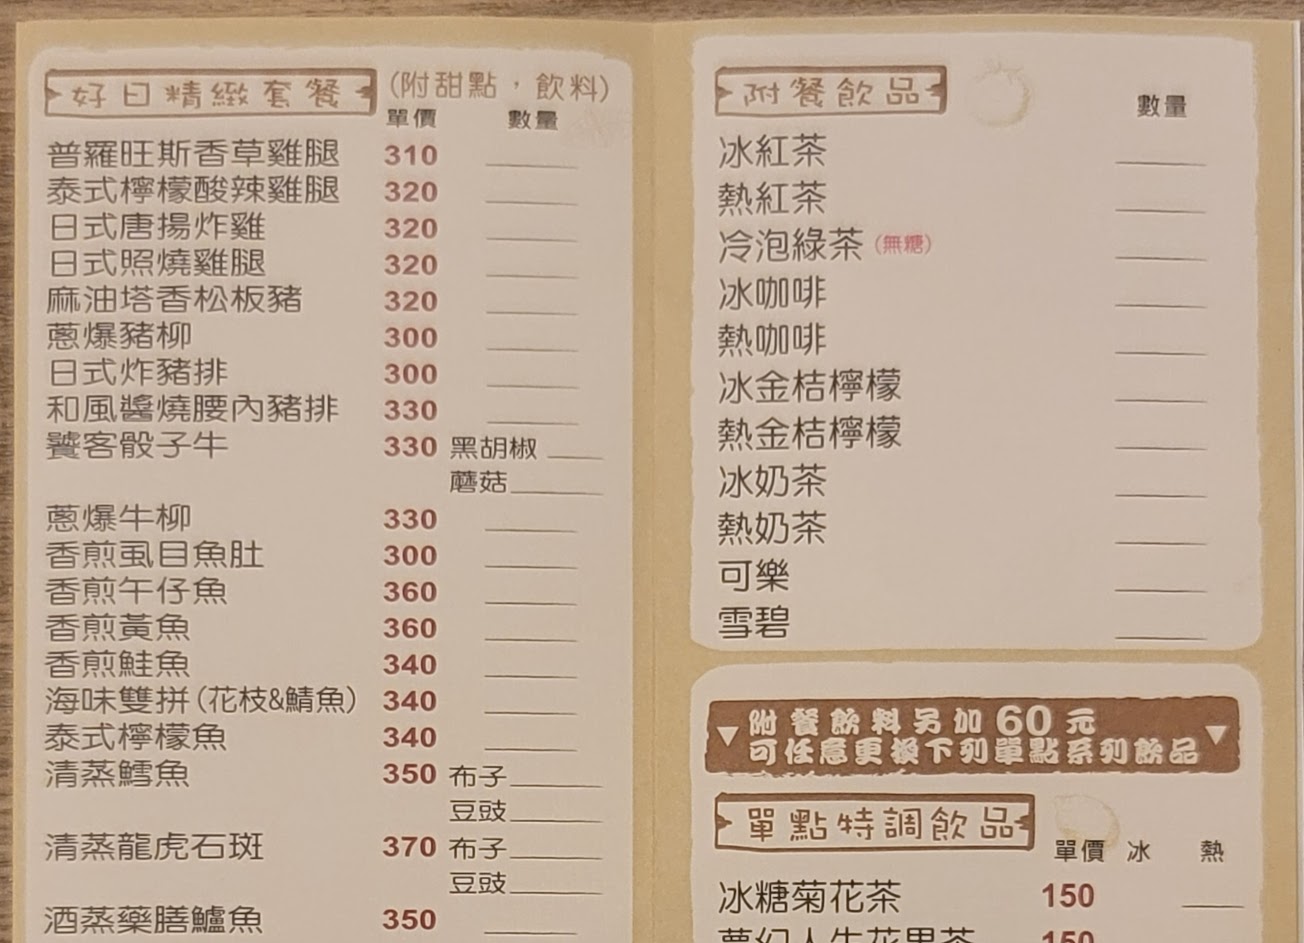 好日精緻套餐 (附甜點，飲料)
單價 數量
普羅旺斯香草雞腿 310
泰式檸檬酸辣雞腿 320
日式唐揚炸雞 320
日式照燒雞腿 320
麻油塔香松板豬 320
蔥爆豬柳 300
日式炸豬排 300
和風醬燒腰內豬排 330
饕客骰子牛 330 黑胡椒
蘑菇
蔥爆牛柳 330
香煎虱目魚肚 300
香煎午仔魚 360
香煎黃魚 360
香煎鮭魚 340
海味雙拼(花枝&鯖魚) 340
泰式檸檬魚 340
清蒸鱈魚 350 布子
豆豉
清蒸龍虎石斑 370 布子
豆豉
酒蒸藥膳鱸魚 350
附餐飲品
數量
冰紅茶
熱紅茶
冷泡綠茶(無糖)
冰咖啡
熱咖啡
冰金桔檸檬
熱金桔檸檬
冰奶茶
熱奶茶
可樂
雪碧
附餐飲料另加60元
可任意更換下列單點系列飲品
單點特調飲品
單價 冰 熱
冰糖菊花茶 150
夢幻人生花果茶 150